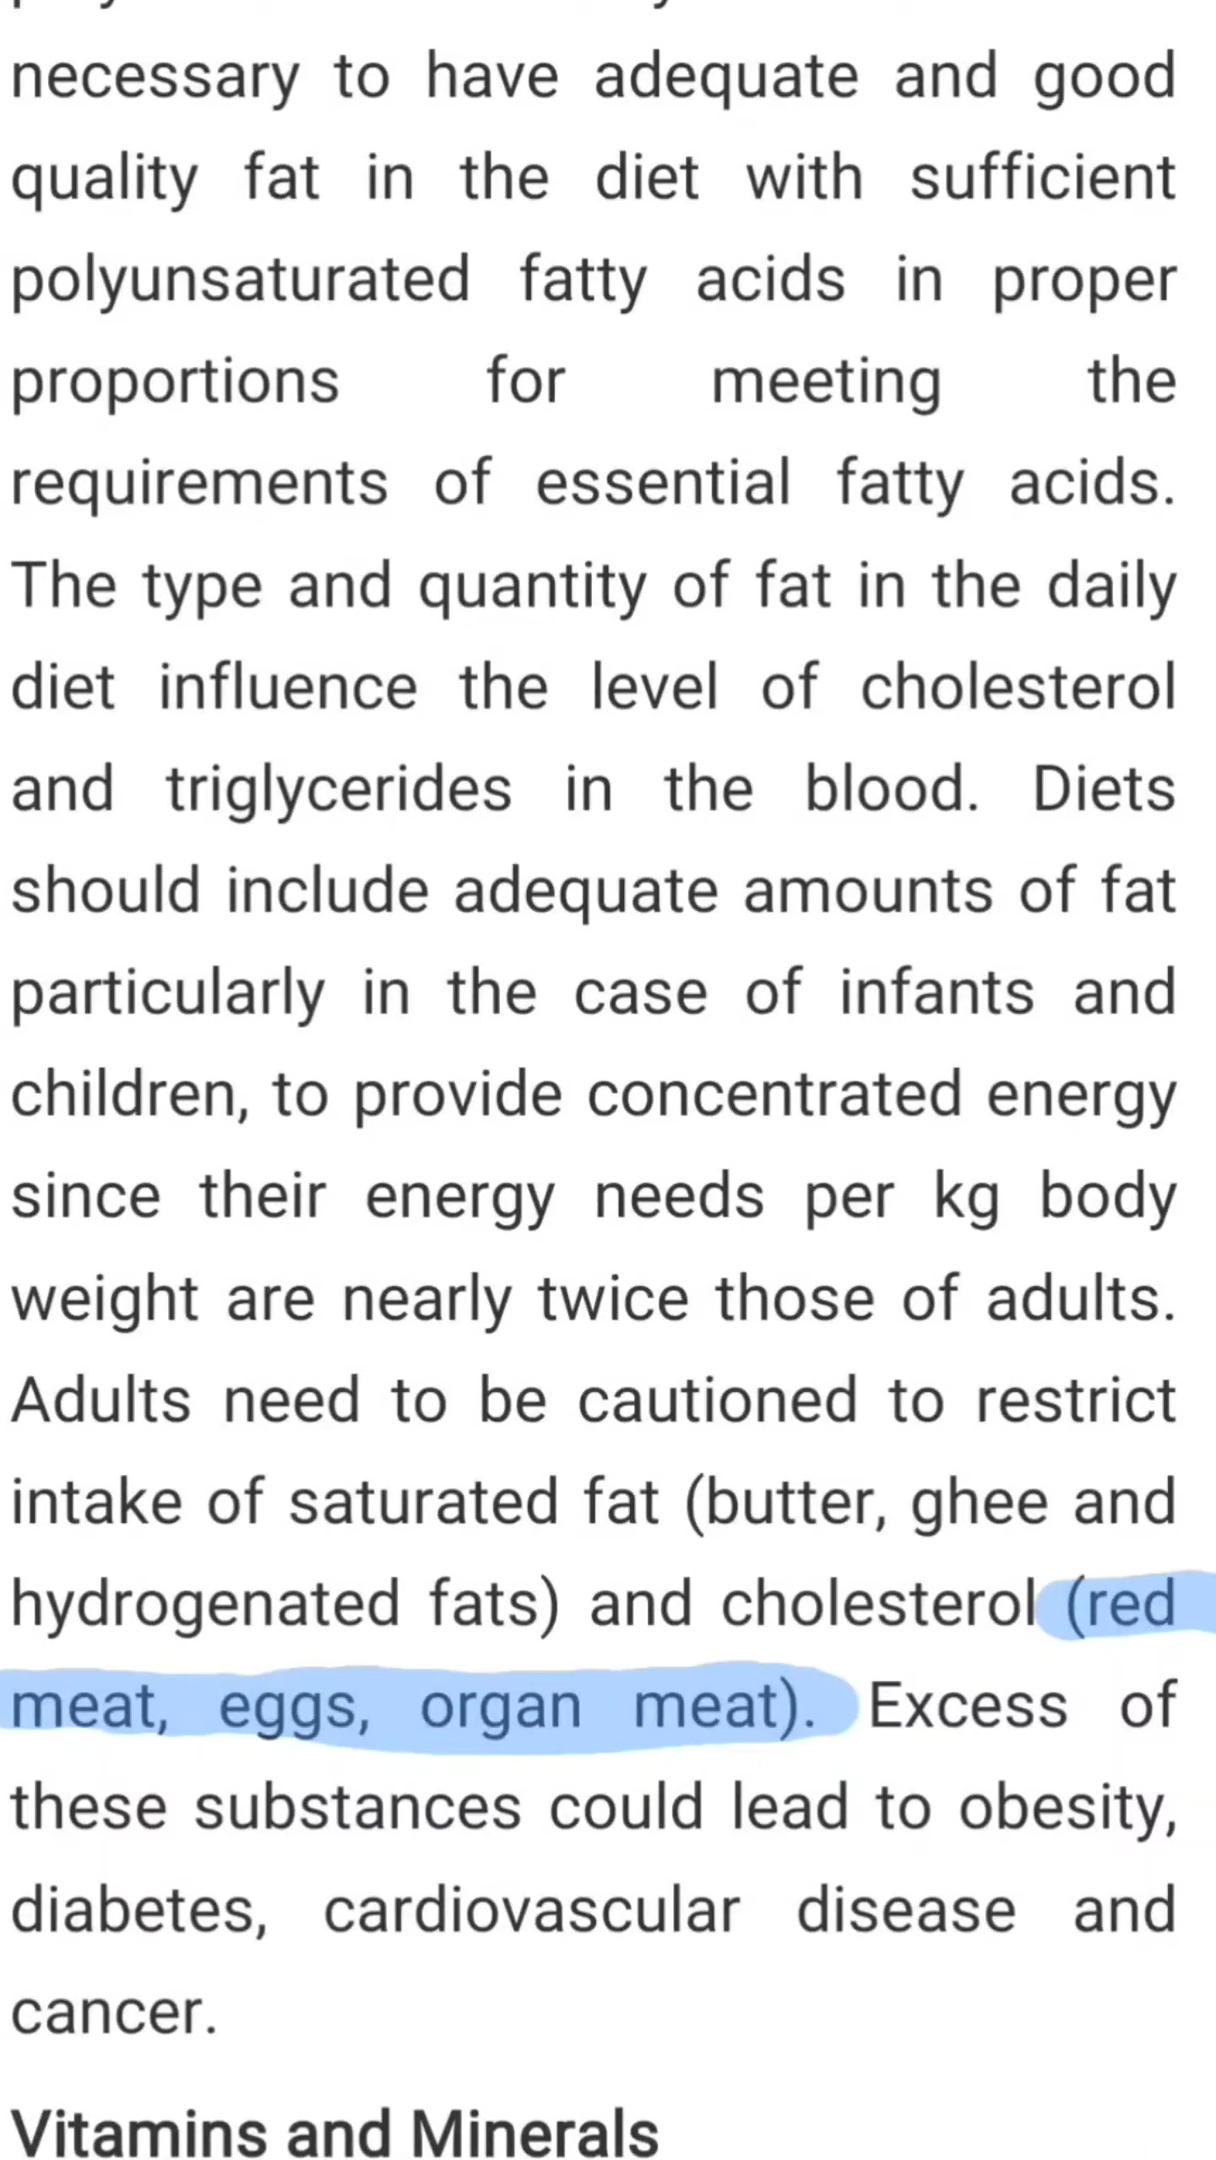 necessary to have adequate and good
quality fat in the diet with sufficient
polyunsaturated fatty acids in proper
proportions for meeting the
requirements of essential fatty acids.
The type and quantity of fat in the daily
diet influence the level of cholesterol
and triglycerides in the blood. Diets
should include adequate amounts of fat
particularly in the case of infants and
children, to provide concentrated energy
since their energy needs per kg body
weight are nearly twice those of adults.
Adults need to be cautioned to restrict
intake of saturated fat (butter, ghee and
hydrogenated fats) and cholesterol (red
meat, eggs, organ meat). Excess of
these substances could lead to obesity,
diabetes, cardiovascular disease and
cancer.
Vitamins and Minerals